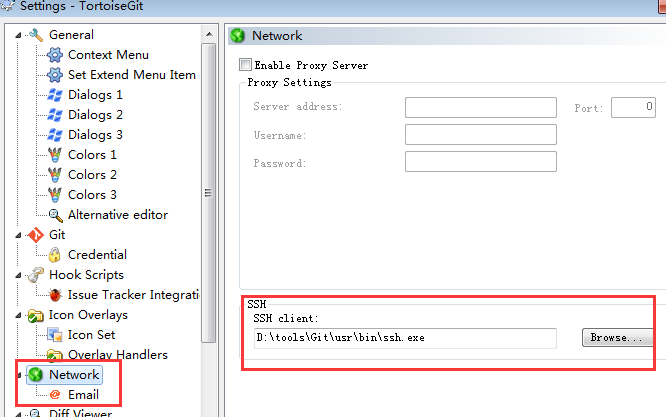 Settings - TortoiseGit
General
Context Menu
Set Extend Menu Item
Dialogs 1
Dialogs 2
Dialogs 3
Colors 1
Colors 2
Colors 3
Alternative editor
Git
Credential
Hook Scripts
Issue Tracker Integratio
Icon Overlays
Icon Set
Overlay Handlers
Network
Email
Diff Viewer
Network
Enable Proxy Server
Proxy Settings
Server address:
Port: 0
Username:
Password:
SSH
SSH client:
D:\tools\Git\usr\bin\ssh.exe
Browse...